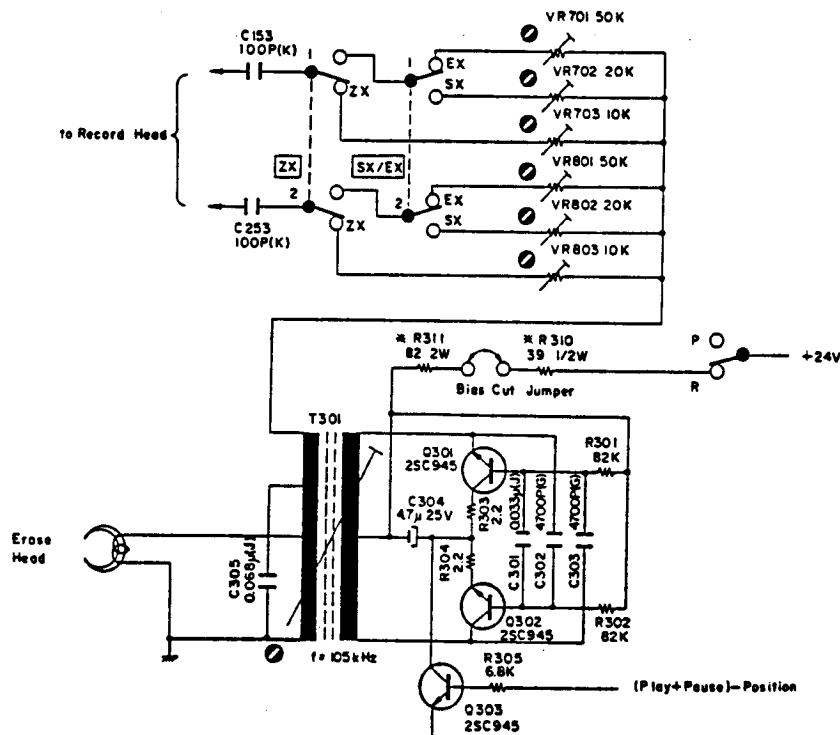 VR701 50K
C153
100P(K)
1
1
EX
VR702 20K
ZX
SX
VR703 10K
to Record Head
ZX
SX/EX
VR801 50K
2
2
EX
VR802 20K
C253
100P(K)
ZX
SX
VR803 10K
※R311
82 2W
※R310
39 1/2W
P
+24V
Bias Cut Jumper
R
T301
Q301
2SC945
R301
82K
C304
4.7μ 25V
R303
2.2
0.033μ(J)
4700P(G)
4700P(G)
Erase
Head
C305
0.068μ(J)
R304
2.2
C301
C302
C303
Q302
2SC945
R302
82K
f = 105kHz
R305
6.8K
(Play+Pause)-Position
Q303
2SC945